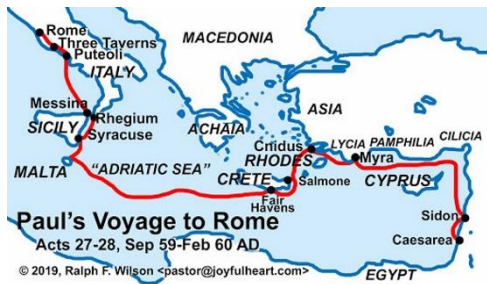 Rome
Three Taverns
Puteoli
ITALY
MACEDONIA
Messina
Rhegium
SICILY
Syracuse
ACHAIA
ASIA
MALTA
"ADRIATIC SEA"
Cnidus
RHODES
LYCIA PAMPHILIA CILICIA
Myra
CRETE
Salmone
CYPRUS
Fair
Havens
Sidon
Caesarea
Paul's Voyage to Rome
Acts 27-28, Sep 59-Feb 60 AD
© 2019, Ralph F. Wilson <pastor@joyfulheart.com>
EGYPT